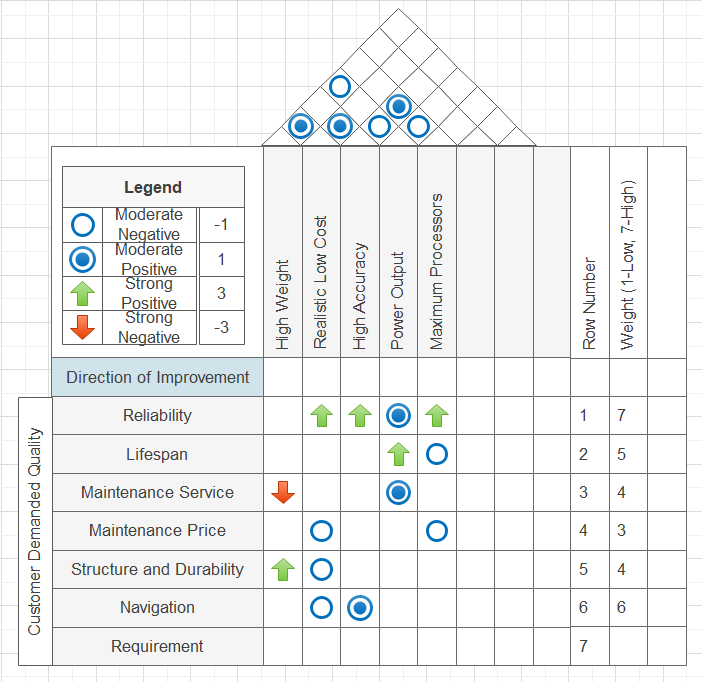 Legend
Moderate
Negative
-1
Moderate
Positive
1
Strong
Positive
3
Strong
Negative
-3
High Weight
Realistic Low Cost
High Accuracy
Power Output
Maximum Processors
Row Number
Weight (1-Low, 7-High)
Direction of Improvement
Customer Demanded Quality
Reliability 1 7
Lifespan 2 5
Maintenance Service 3 4
Maintenance Price 4 3
Structure and Durability 5 4
Navigation 6 6
Requirement 7